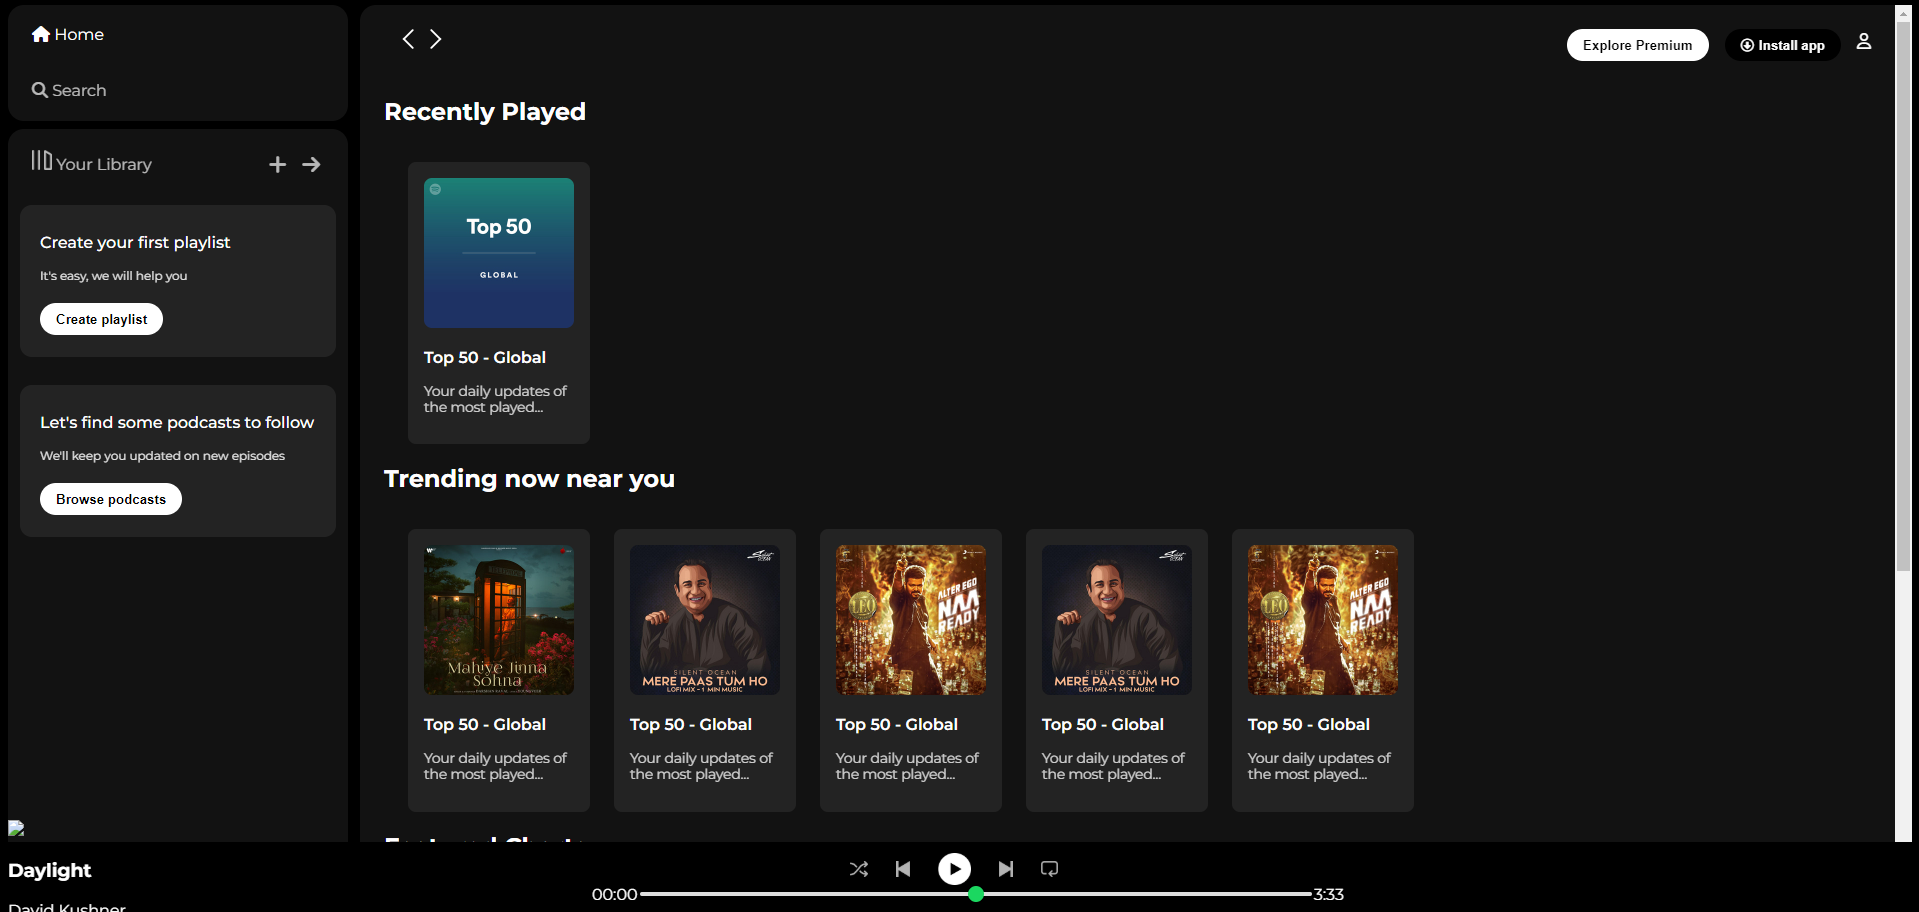 Home
Search
Your Library
Create your first playlist
It's easy, we will help you
Create playlist
Let's find some podcasts to follow
We'll keep you updated on new episodes
Browse podcasts
Explore Premium
Install app
Recently Played
Top 50
GLOBAL
Top 50 - Global
Your daily updates of
the most played...
Trending now near you
Mahiye Jinna
Sohna
Top 50 - Global
Your daily updates of
the most played...
SILENT OCEAN
MERE PAAS TUM HO
LOFI MIX - 1 MIN MUSIC
Top 50 - Global
Your daily updates of
the most played...
LEO
ALTER EGO
NAA
READY
Top 50 - Global
Your daily updates of
the most played...
SILENT OCEAN
MERE PAAS TUM HO
LOFI MIX - 1 MIN MUSIC
Top 50 - Global
Your daily updates of
the most played...
LEO
ALTER EGO
NAA
READY
Top 50 - Global
Your daily updates of
the most played...
Daylight
David Kushner
00:00
3:33